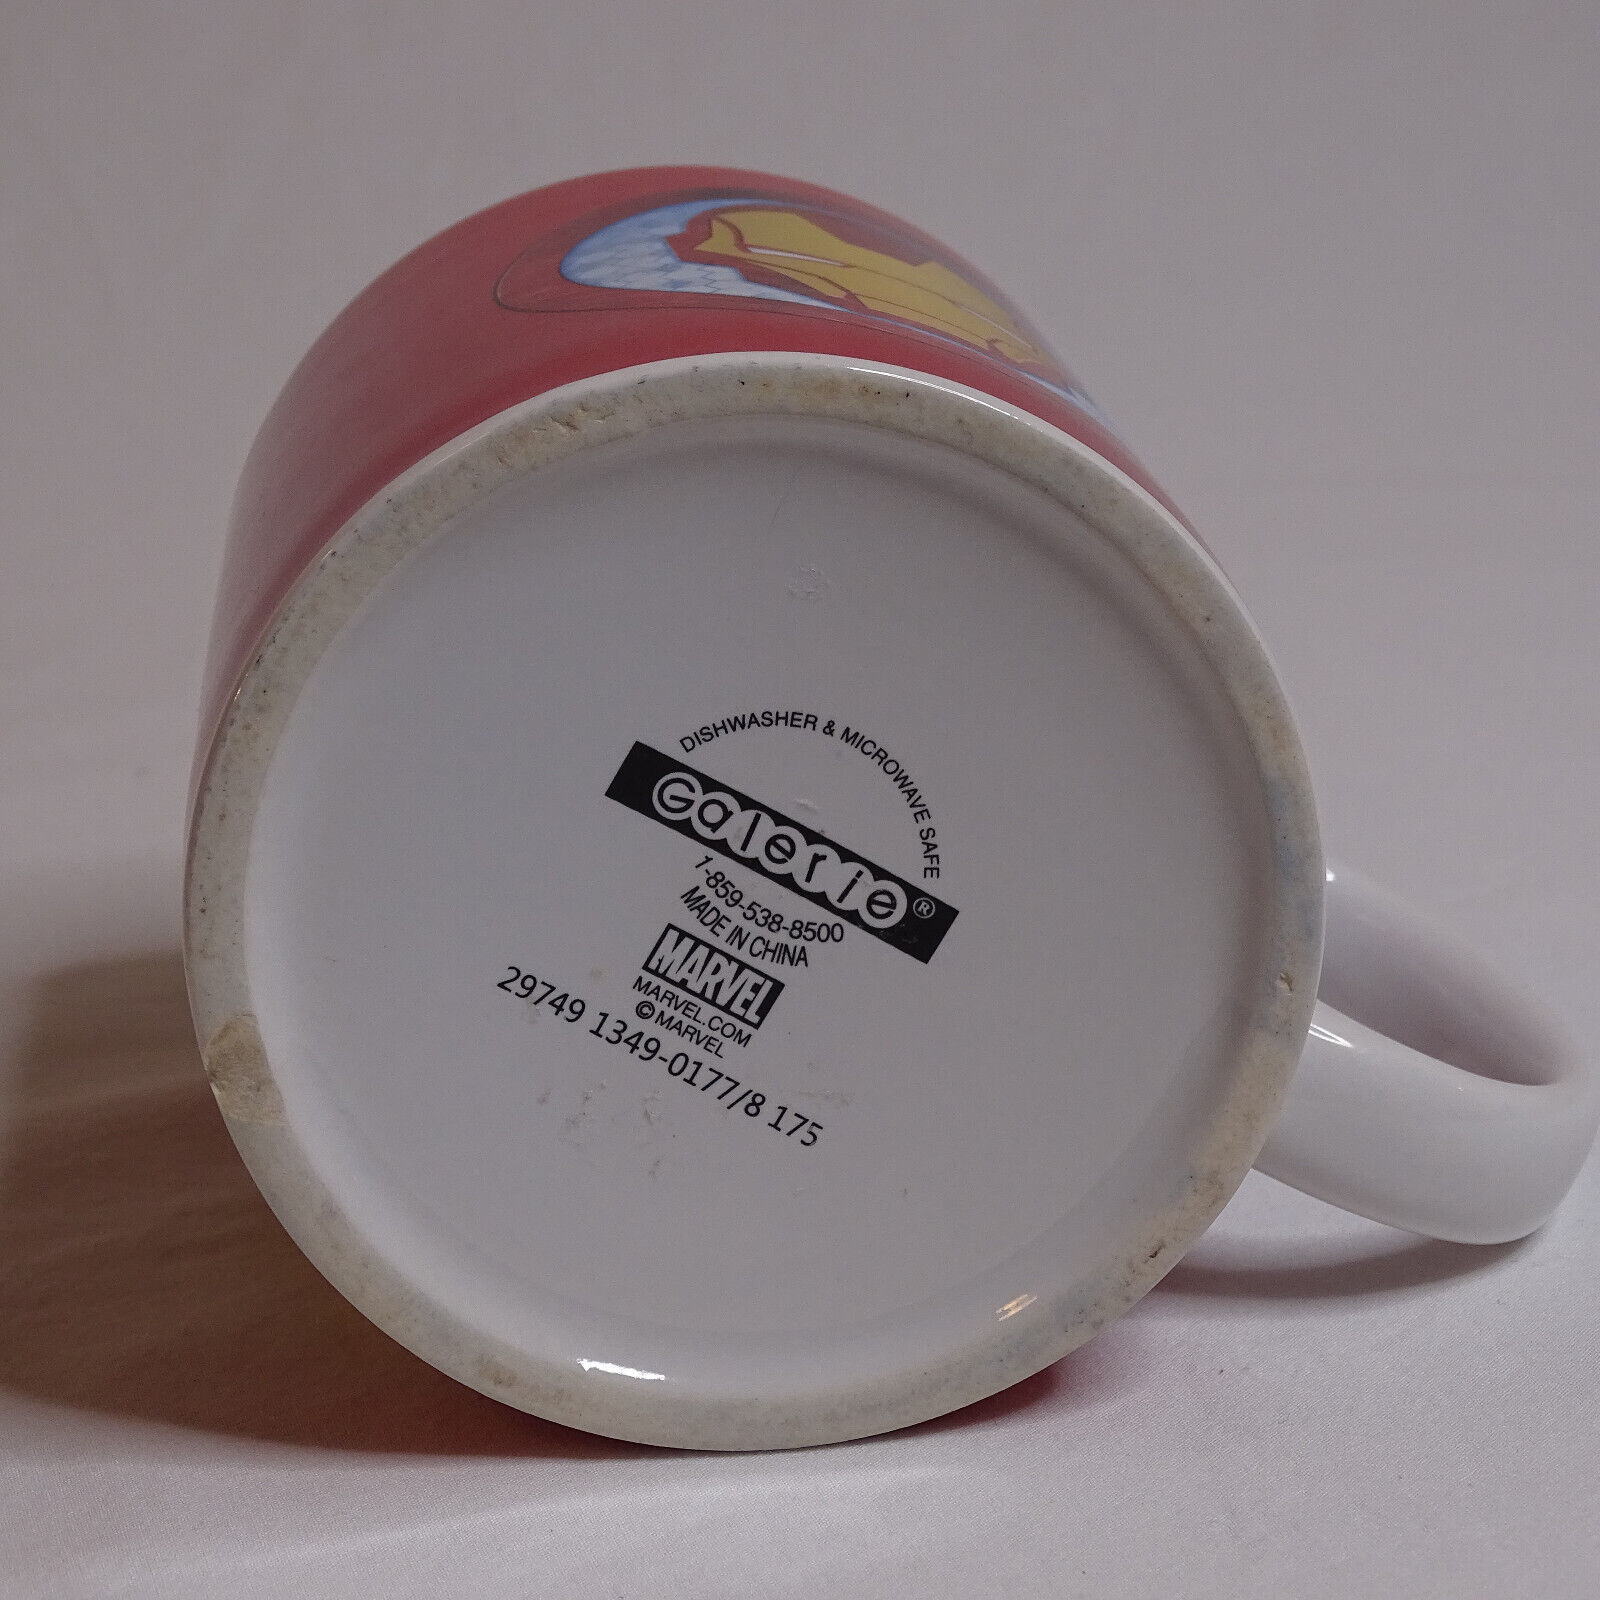 DISHWASHER & MICROWAVE SAFE
Galerie®
1-859-538-8500
MADE IN CHINA
MARVEL
MARVEL.COM
© MARVEL
29749 1349-0177/8 175